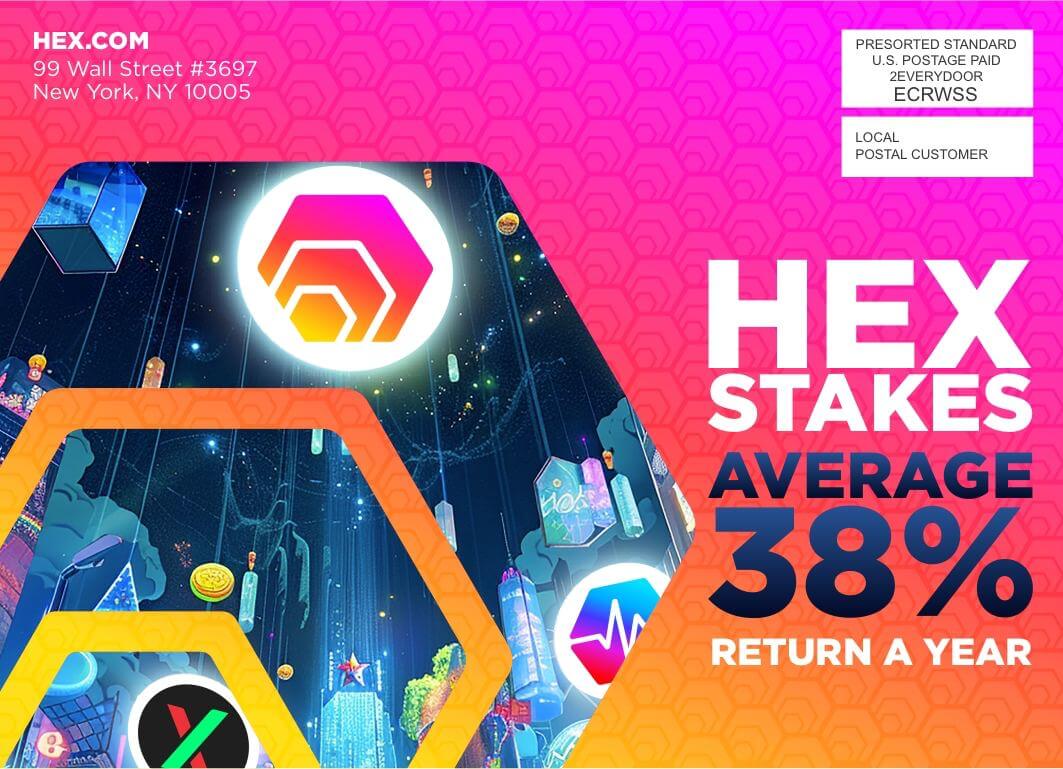 HEX.COM
99 Wall Street #3697
New York, NY 10005
PRESORTED STANDARD
U.S. POSTAGE PAID
2EVERYDOOR
ECRWSS
LOCAL
POSTAL CUSTOMER
HEX
STAKES
AVERAGE
38%
RETURN A YEAR